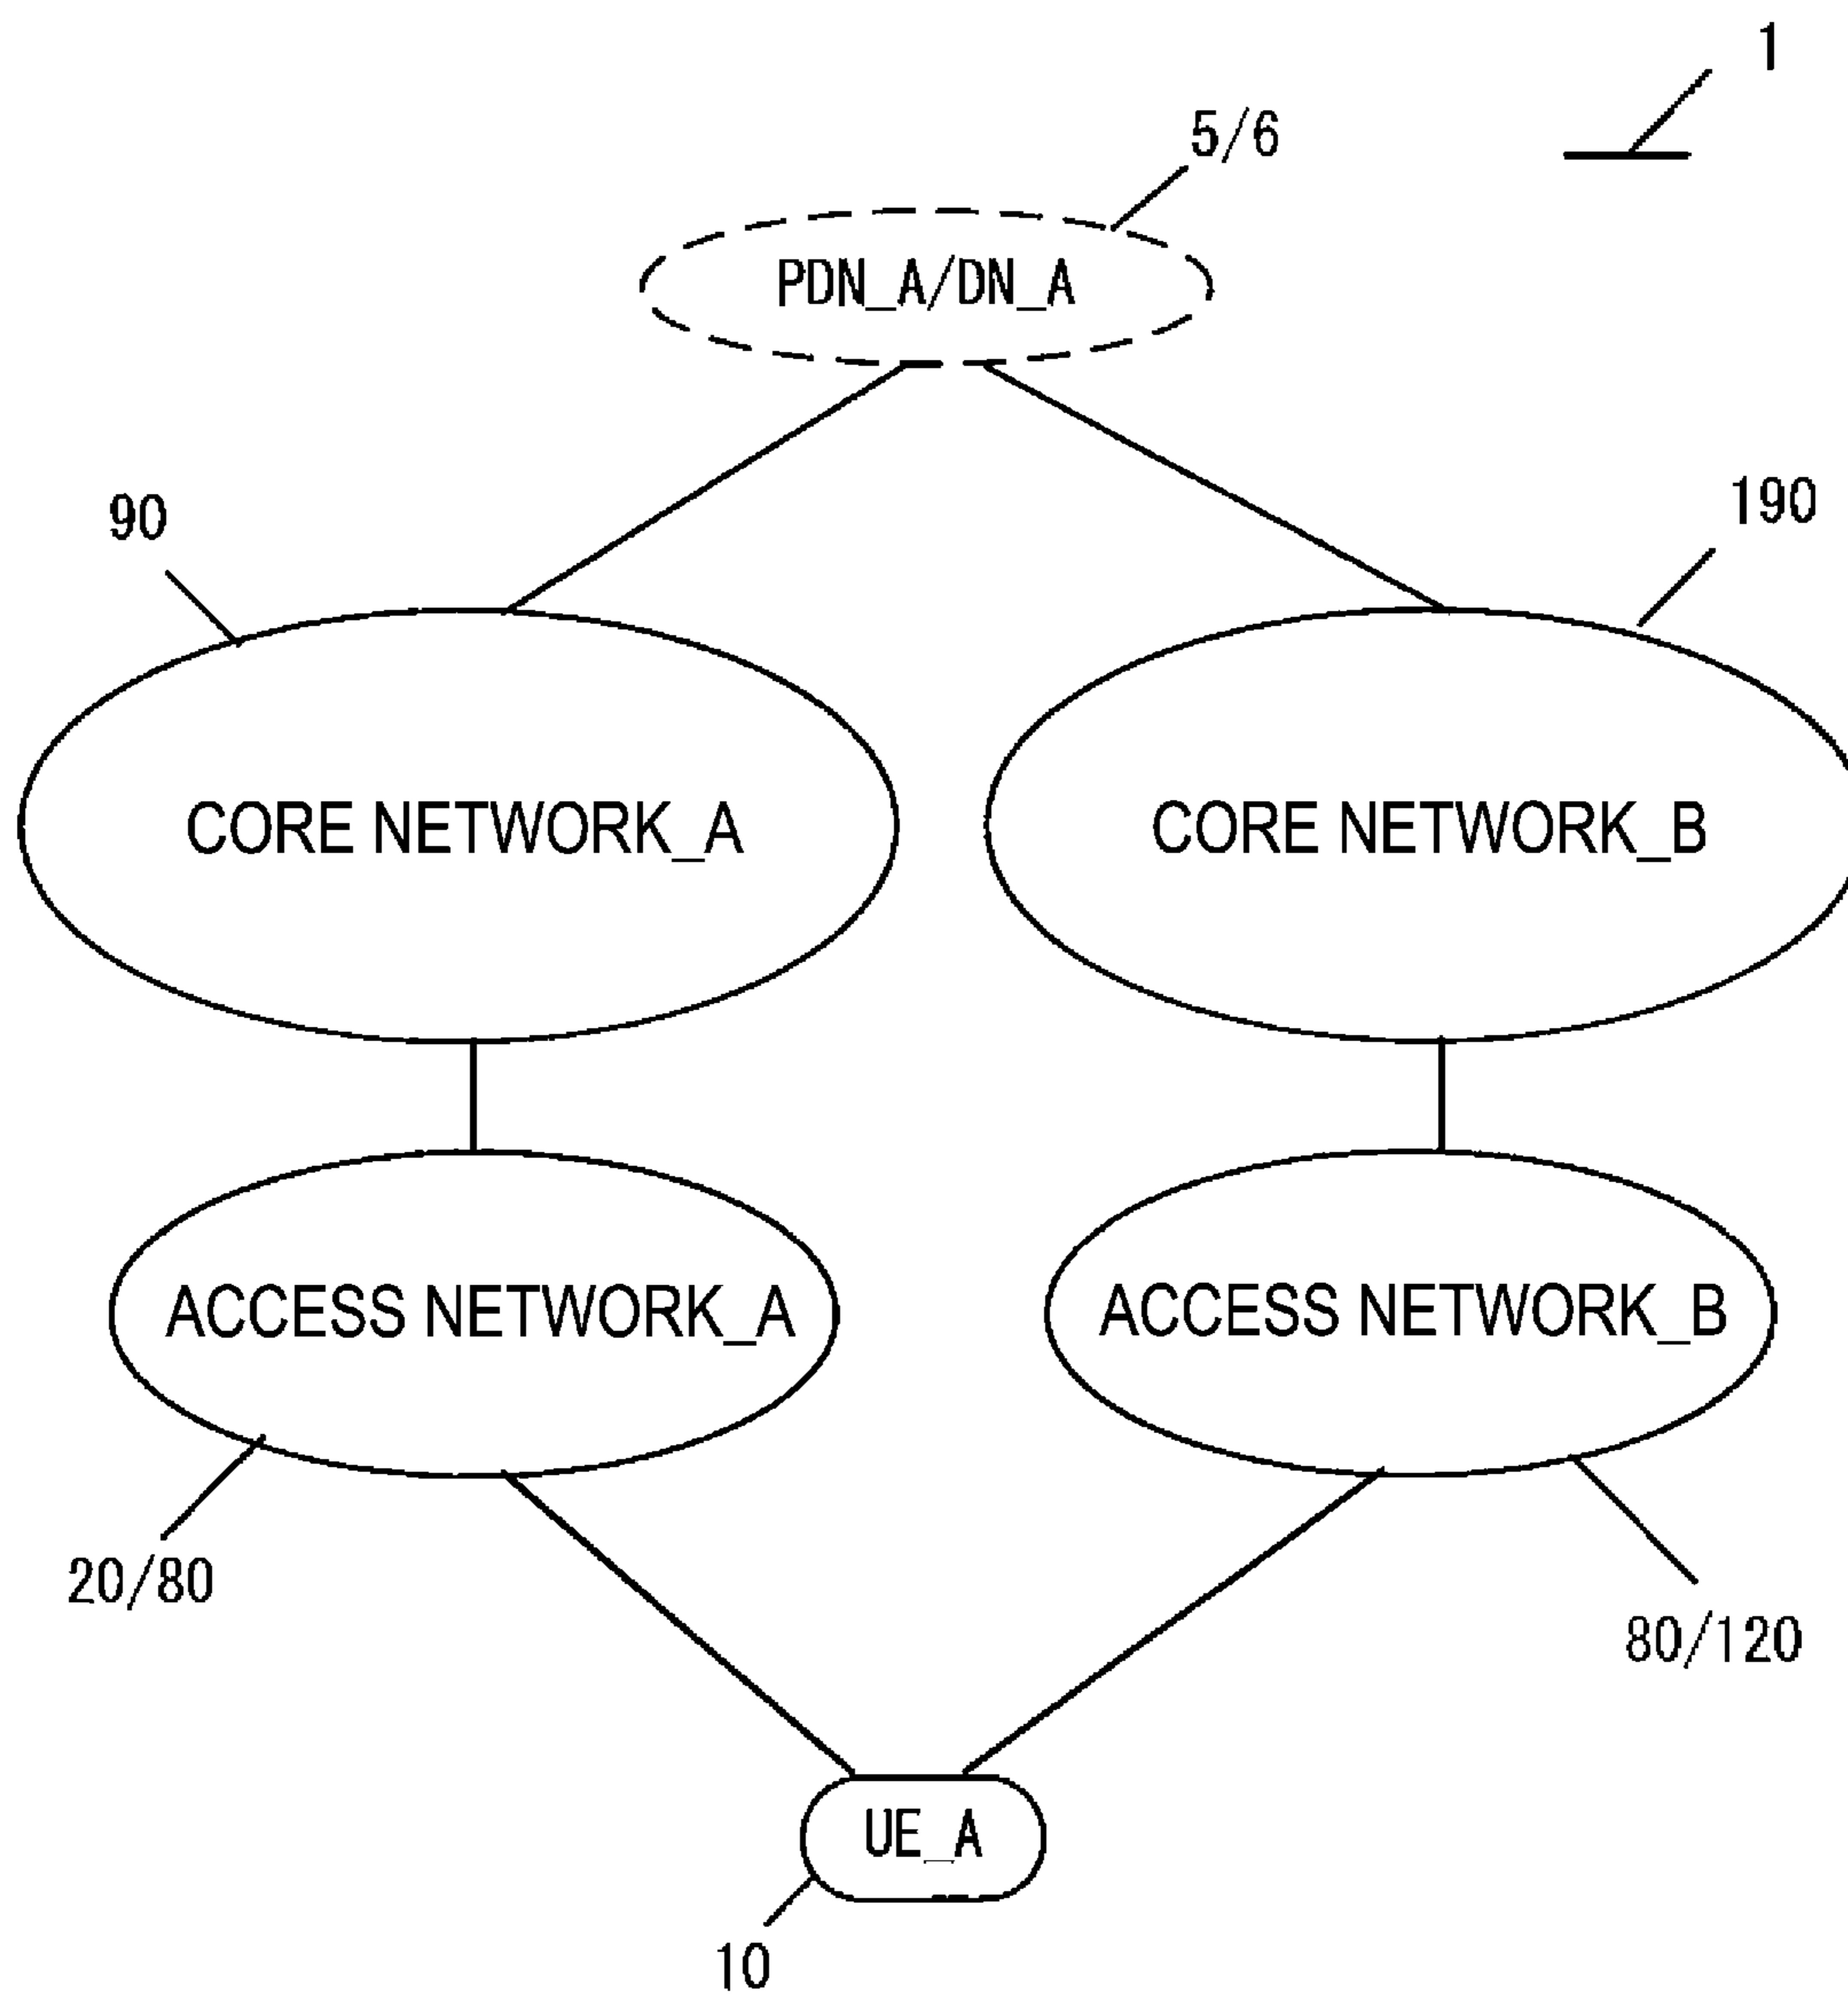 1
5/6
PDN_A/DN_A
90
190
CORE NETWORK_A
CORE NETWORK_B
ACCESS NETWORK_A
ACCESS NETWORK_B
20/80
80/120
UE_A
10